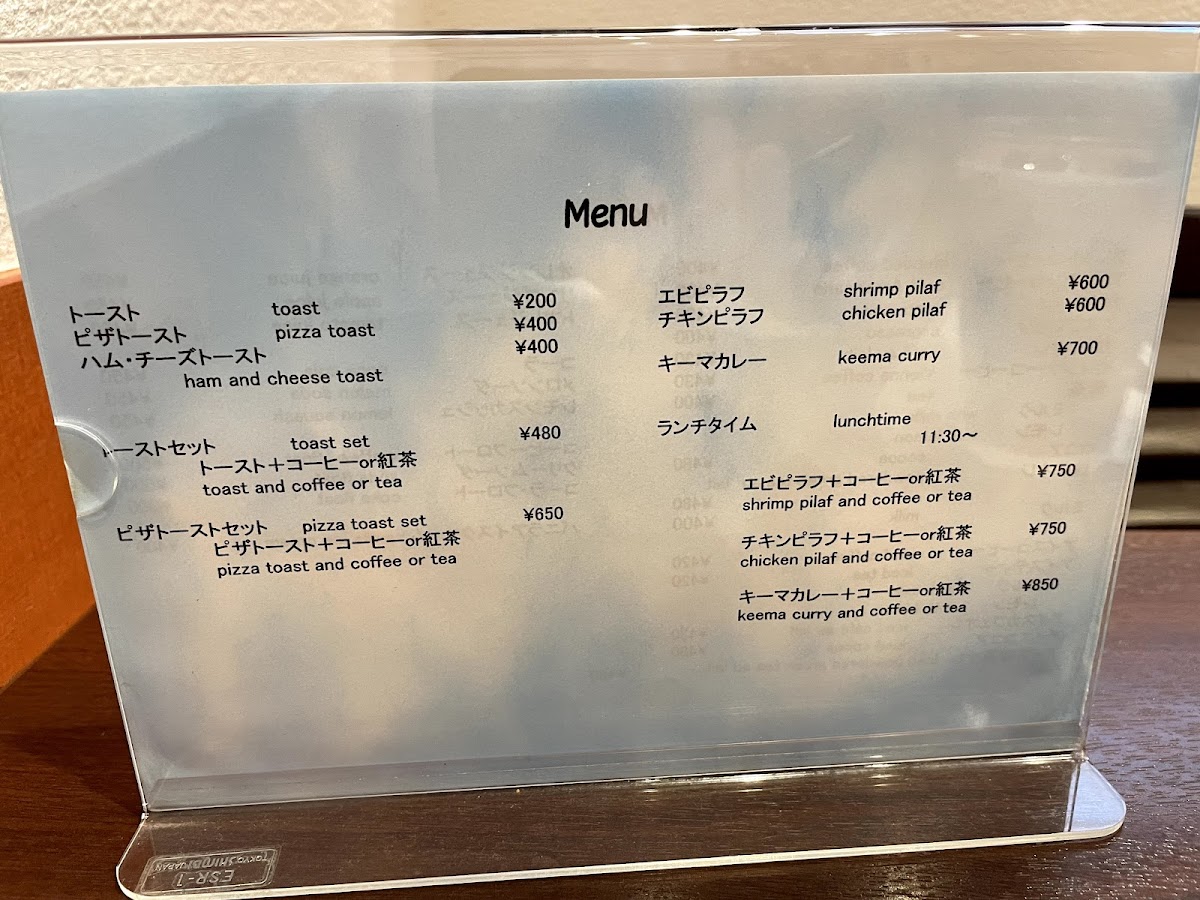 Menu
トースト toast ¥200
ピザトースト pizza toast ¥400
ハム・チーズトースト ¥400
ham and cheese toast
トーストセット toast set ¥480
トースト＋コーヒーor紅茶
toast and coffee or tea
ピザトーストセット pizza toast set ¥650
ピザトースト＋コーヒーor紅茶
pizza toast and coffee or tea
エビピラフ shrimp pilaf ¥600
チキンピラフ chicken pilaf ¥600
キーマカレー keema curry ¥700
ランチタイム lunchtime
11:30～
エビピラフ＋コーヒーor紅茶 ¥750
shrimp pilaf and coffee or tea
チキンピラフ＋コーヒーor紅茶 ¥750
chicken pilaf and coffee or tea
キーマカレー＋コーヒーor紅茶 ¥850
keema curry and coffee or tea
ESR-1
TOKYO SHIMBI JAPAN